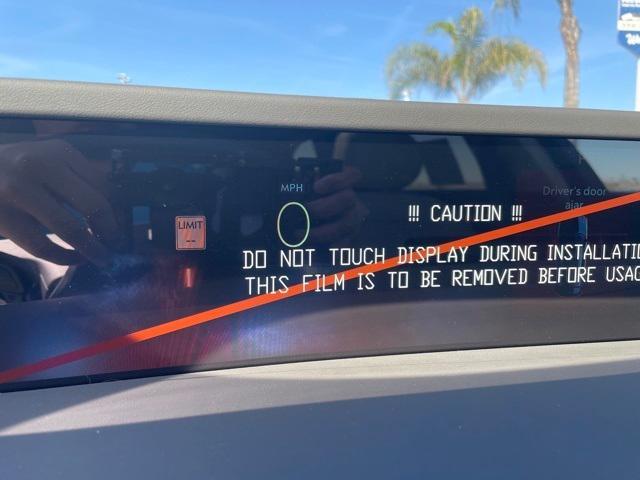 MPH
0
LIMIT
--
Driver's door
ajar
!!! CAUTION !!!
DO NOT TOUCH DISPLAY DURING INSTALLATIO
THIS FILM IS TO BE REMOVED BEFORE USAG